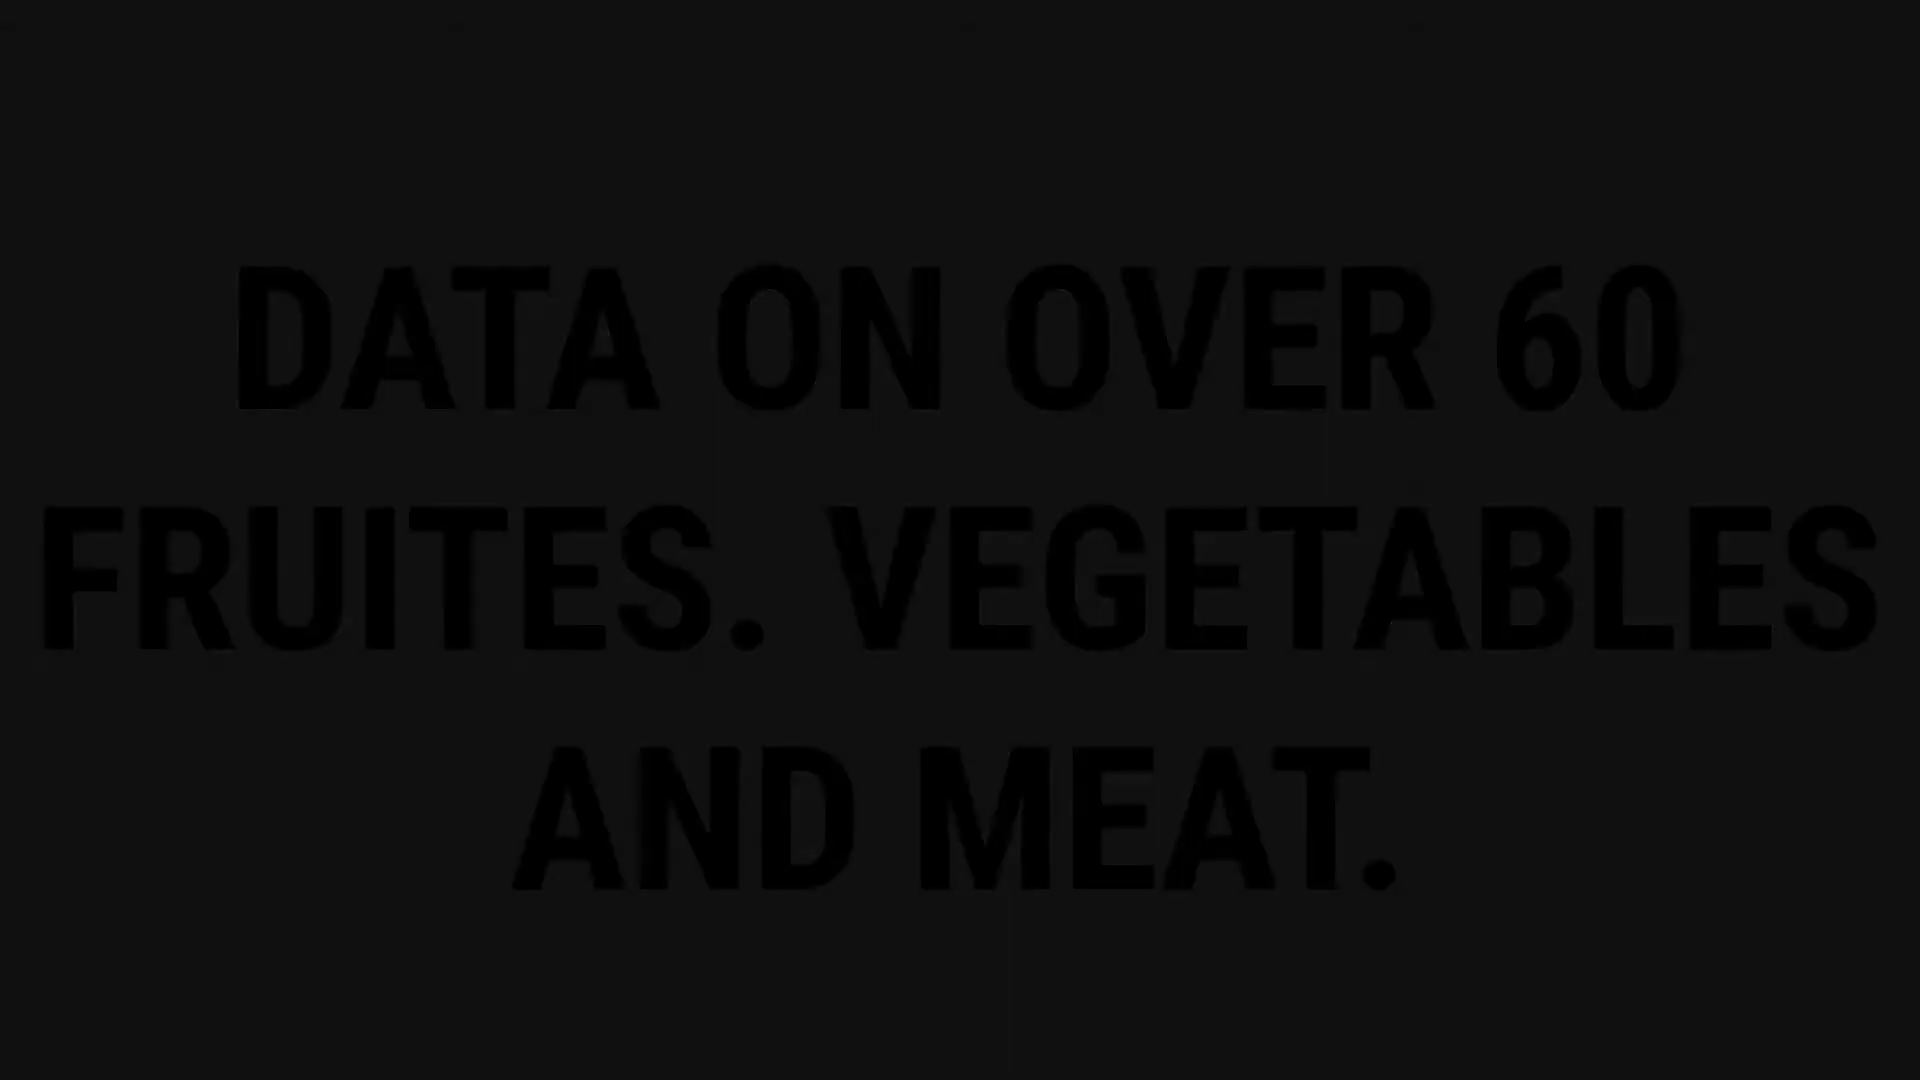 DATA ON OVER 60
FRUITES. VEGETABLES
AND MEAT.